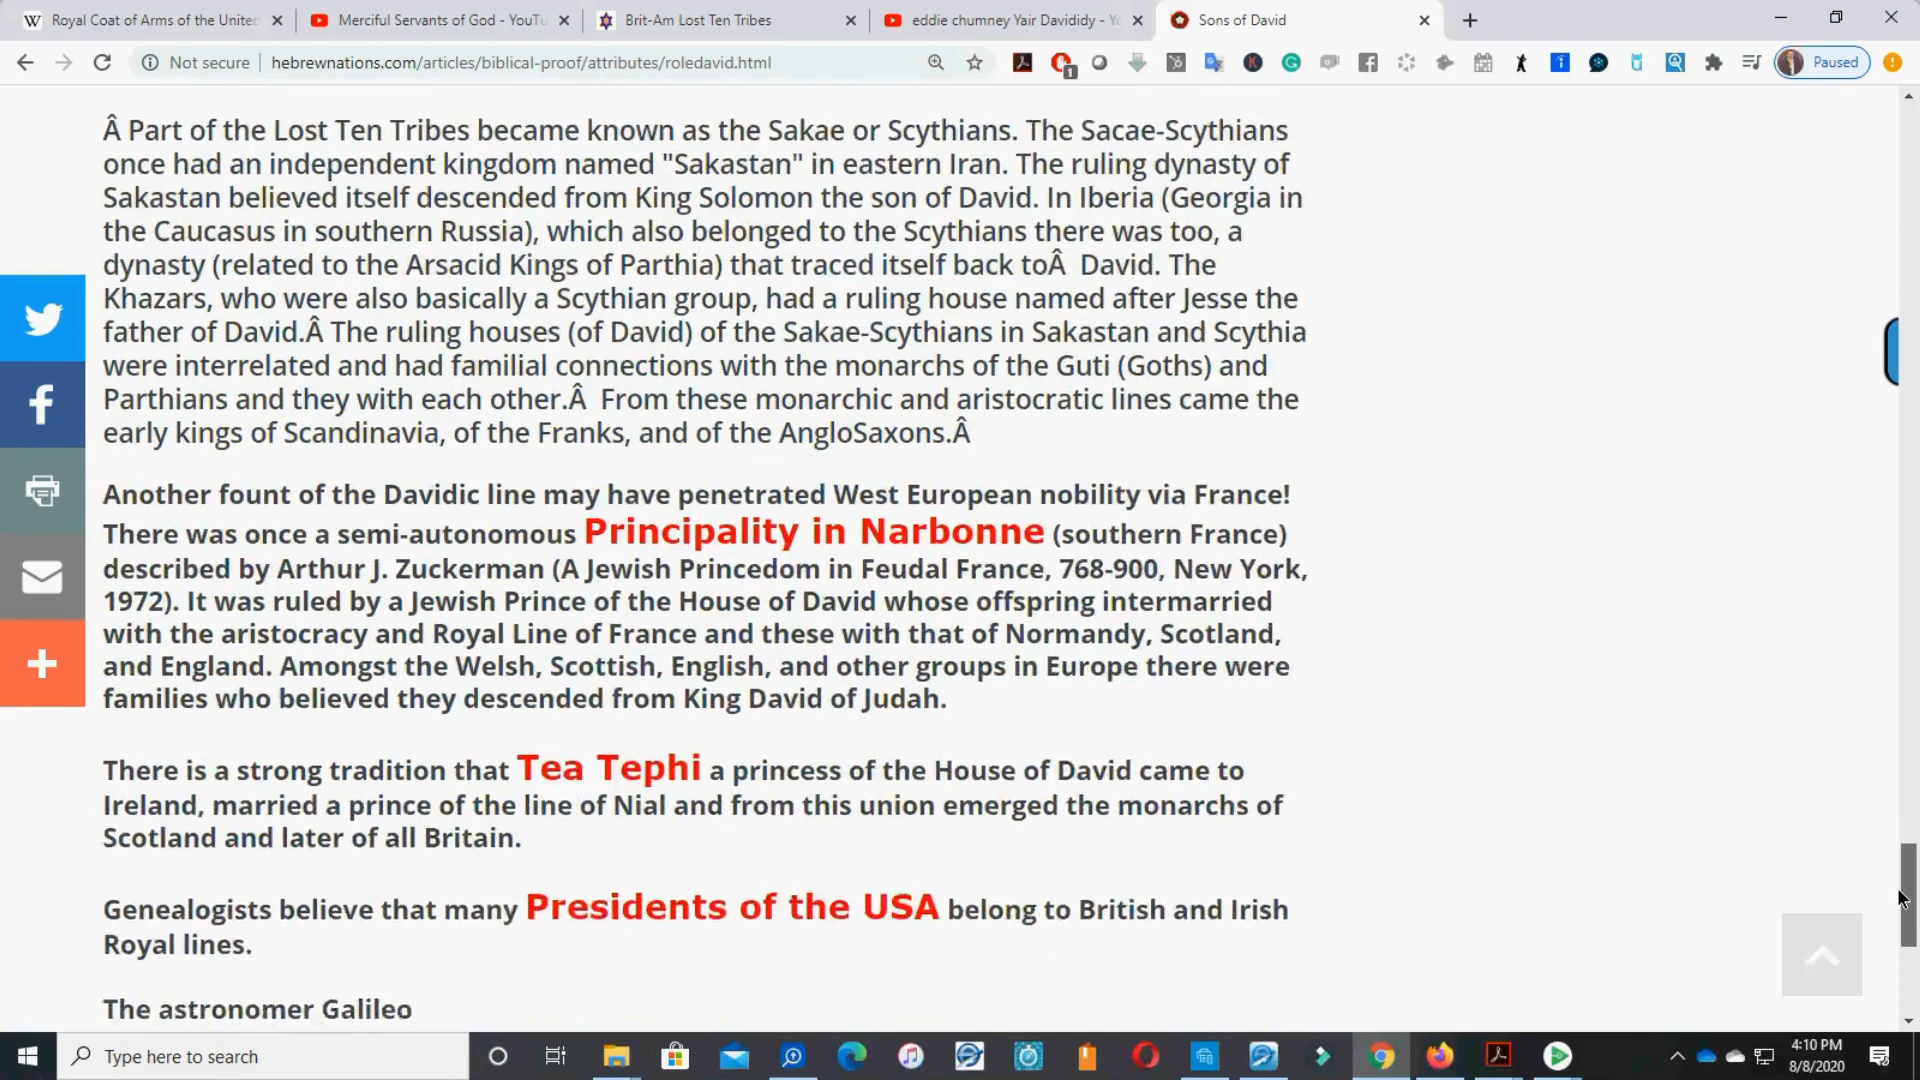 Royal Coat of Arms of the United
Merciful Servants of God - YouTu
Brit-Am Lost Ten Tribes
eddie chumney Yair Davididy - Yo
Sons of David
Not secure
hebrewnations.com/articles/biblical-proof/attributes/roledavid.html
Paused
Â Part of the Lost Ten Tribes became known as the Sakae or Scythians. The Sacae-Scythians
once had an independent kingdom named "Sakastan" in eastern Iran. The ruling dynasty of
Sakastan believed itself descended from King Solomon the son of David. In Iberia (Georgia in
the Caucasus in southern Russia), which also belonged to the Scythians there was too, a
dynasty (related to the Arsacid Kings of Parthia) that traced itself back toÂ David. The
Khazars, who were also basically a Scythian group, had a ruling house named after Jesse the
father of David.Â The ruling houses (of David) of the Sakae-Scythians in Sakastan and Scythia
were interrelated and had familial connections with the monarchs of the Guti (Goths) and
Parthians and they with each other.Â From these monarchic and aristocratic lines came the
early kings of Scandinavia, of the Franks, and of the AngloSaxons.Â
Another fount of the Davidic line may have penetrated West European nobility via France!
There was once a semi-autonomous Principality in Narbonne (southern France)
described by Arthur J. Zuckerman (A Jewish Princedom in Feudal France, 768-900, New York,
1972). It was ruled by a Jewish Prince of the House of David whose offspring intermarried
with the aristocracy and Royal Line of France and these with that of Normandy, Scotland,
and England. Amongst the Welsh, Scottish, English, and other groups in Europe there were
families who believed they descended from King David of Judah.
There is a strong tradition that Tea Tephi a princess of the House of David came to
Ireland, married a prince of the line of Nial and from this union emerged the monarchs of
Scotland and later of all Britain.
Genealogists believe that many Presidents of the USA belong to British and Irish
Royal lines.
The astronomer Galileo
Type here to search
4:10 PM
8/8/2020